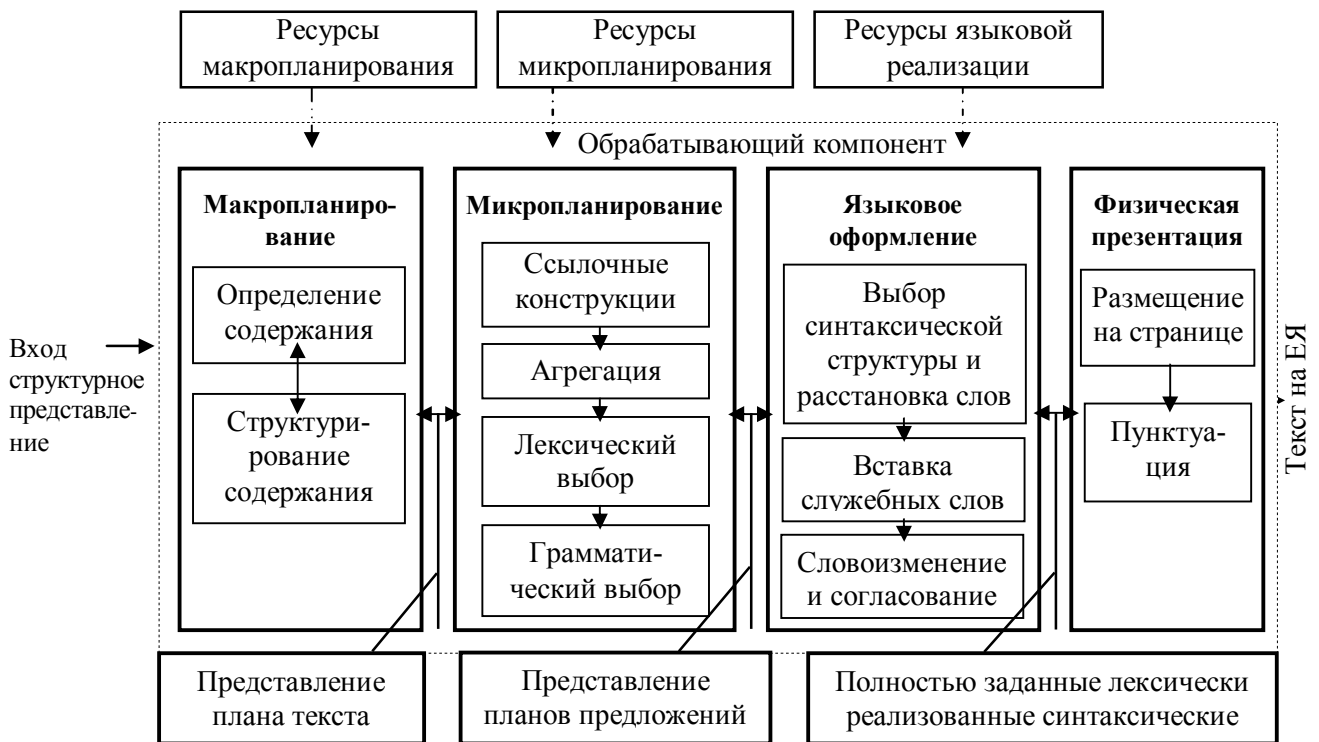 Ресурсы
макропланирования
Ресурсы
микропланирования
Ресурсы языковой
реализации
Обрабатывающий компонент
Макропланиро-
вание
Определение
содержания
Структури-
рование
содержания
Микропланирование
Ссылочные
конструкции
Агрегация
Лексический
выбор
Граммати-
ческий выбор
Языковое
оформление
Выбор
синтаксической
структуры и
расстановка слов
Вставка
служебных слов
Словоизменение
и согласование
Физическая
презентация
Размещение
на странице
Пунктуа-
ция
Вход
структурное
представле-
ние
Текст на ЕЯ
Представление
плана текста
Представление
планов предложений
Полностью заданные лексически
реализованные синтаксические